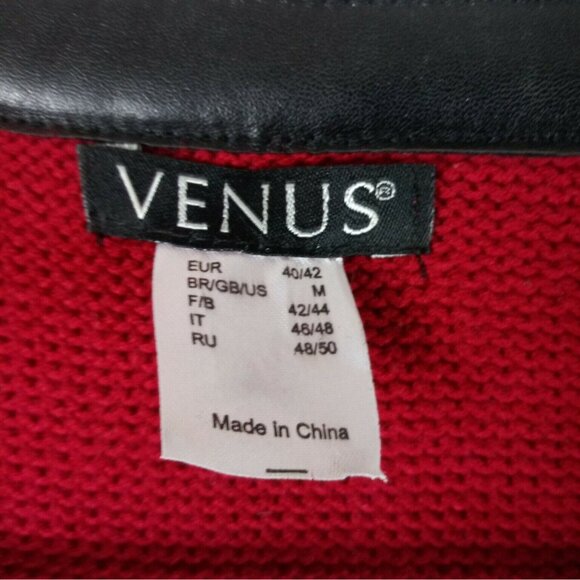 VENUS®
EUR 40/42
BR/GB/US M
F/B 42/44
IT 46/48
RU 48/50
Made in China